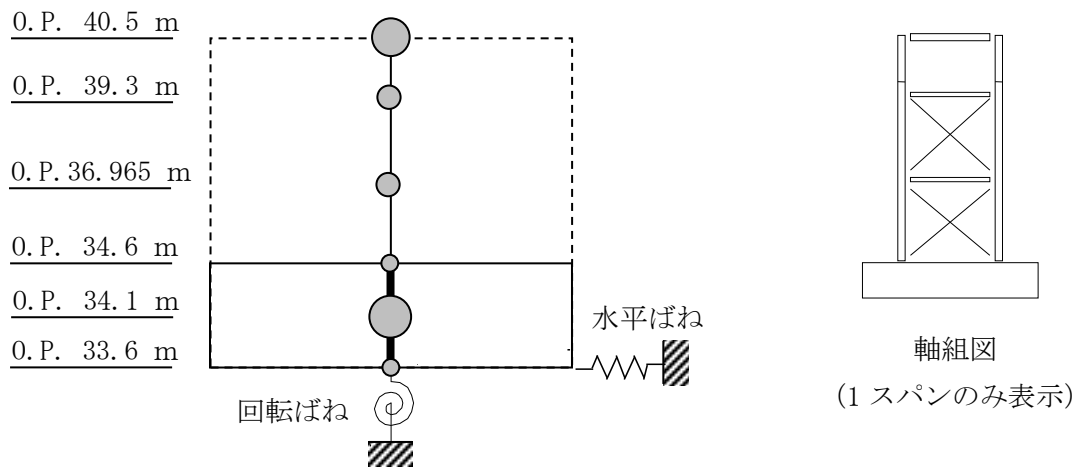 O.P. 40.5 m
O.P. 39.3 m
O.P. 36.965 m
O.P. 34.6 m
O.P. 34.1 m
O.P. 33.6 m
水平ばね
回転ばね
軸組図
(1 スパンのみ表示)